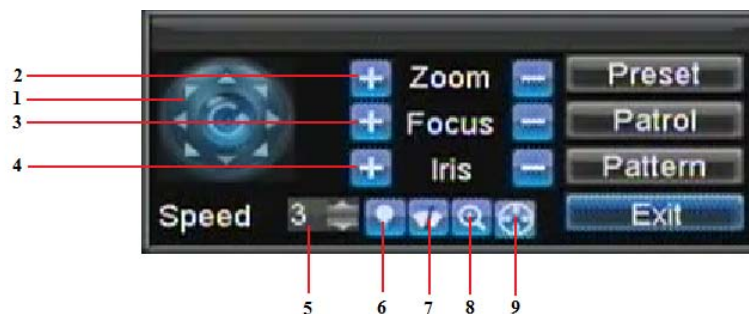 2
Zoom
Preset
1
3
Focus
Patrol
4
Iris
Pattern
Speed
3
Exit
5
6
7
8
9